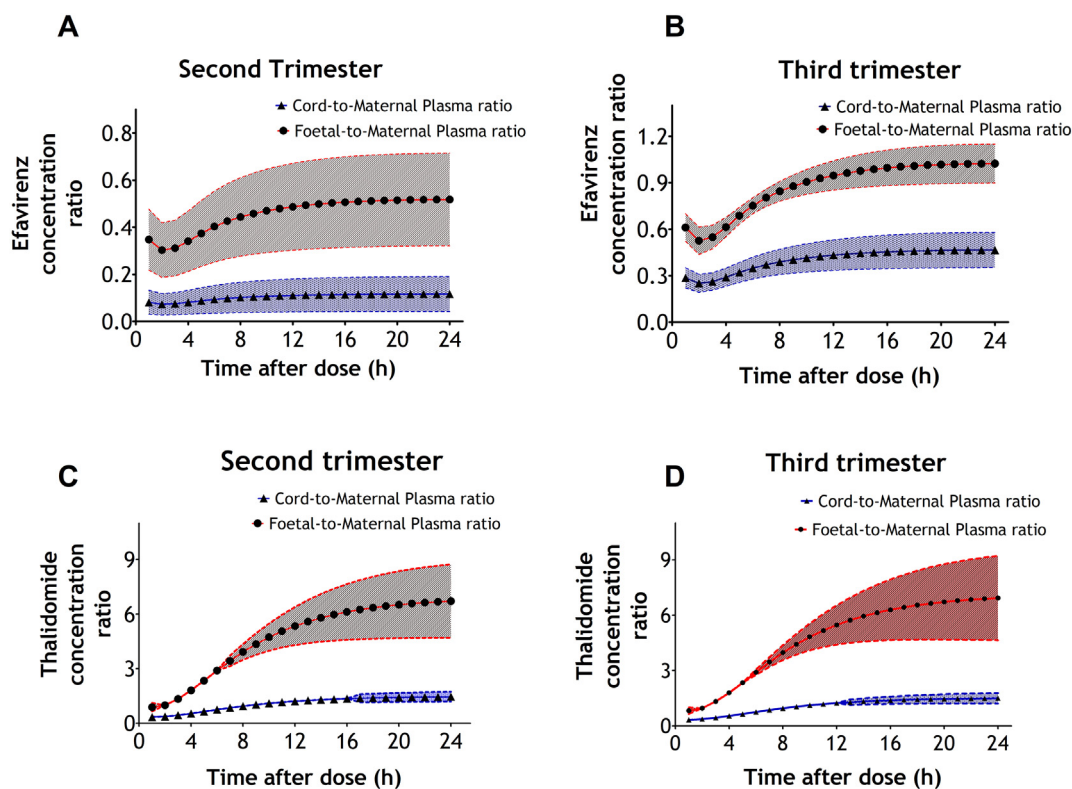 A
Second Trimester
Cord-to-Maternal Plasma ratio
Foetal-to-Maternal Plasma ratio
Efavirenz
concentration
ratio
0.8
0.6
0.4
0.2
0.0
0 4 8 12 16 20 24
Time after dose (h)
B
Third trimester
Cord-to-Maternal Plasma ratio
Foetal-to-Maternal Plasma ratio
Efavirenz
concentration ratio
1.2
0.9
0.6
0.3
0.0
0 4 8 12 16 20 24
Time after dose (h)
C
Second trimester
Cord-to-Maternal Plasma ratio
Foetal-to-Maternal Plasma ratio
Thalidomide
concentration
ratio
9
6
3
0
0 4 8 12 16 20 24
Time after dose (h)
D
Third trimester
Cord-to-Maternal Plasma ratio
Foetal-to-Maternal Plasma ratio
Thalidomide
concentration
ratio
9
6
3
0
0 4 8 12 16 20 24
Time after dose (h)